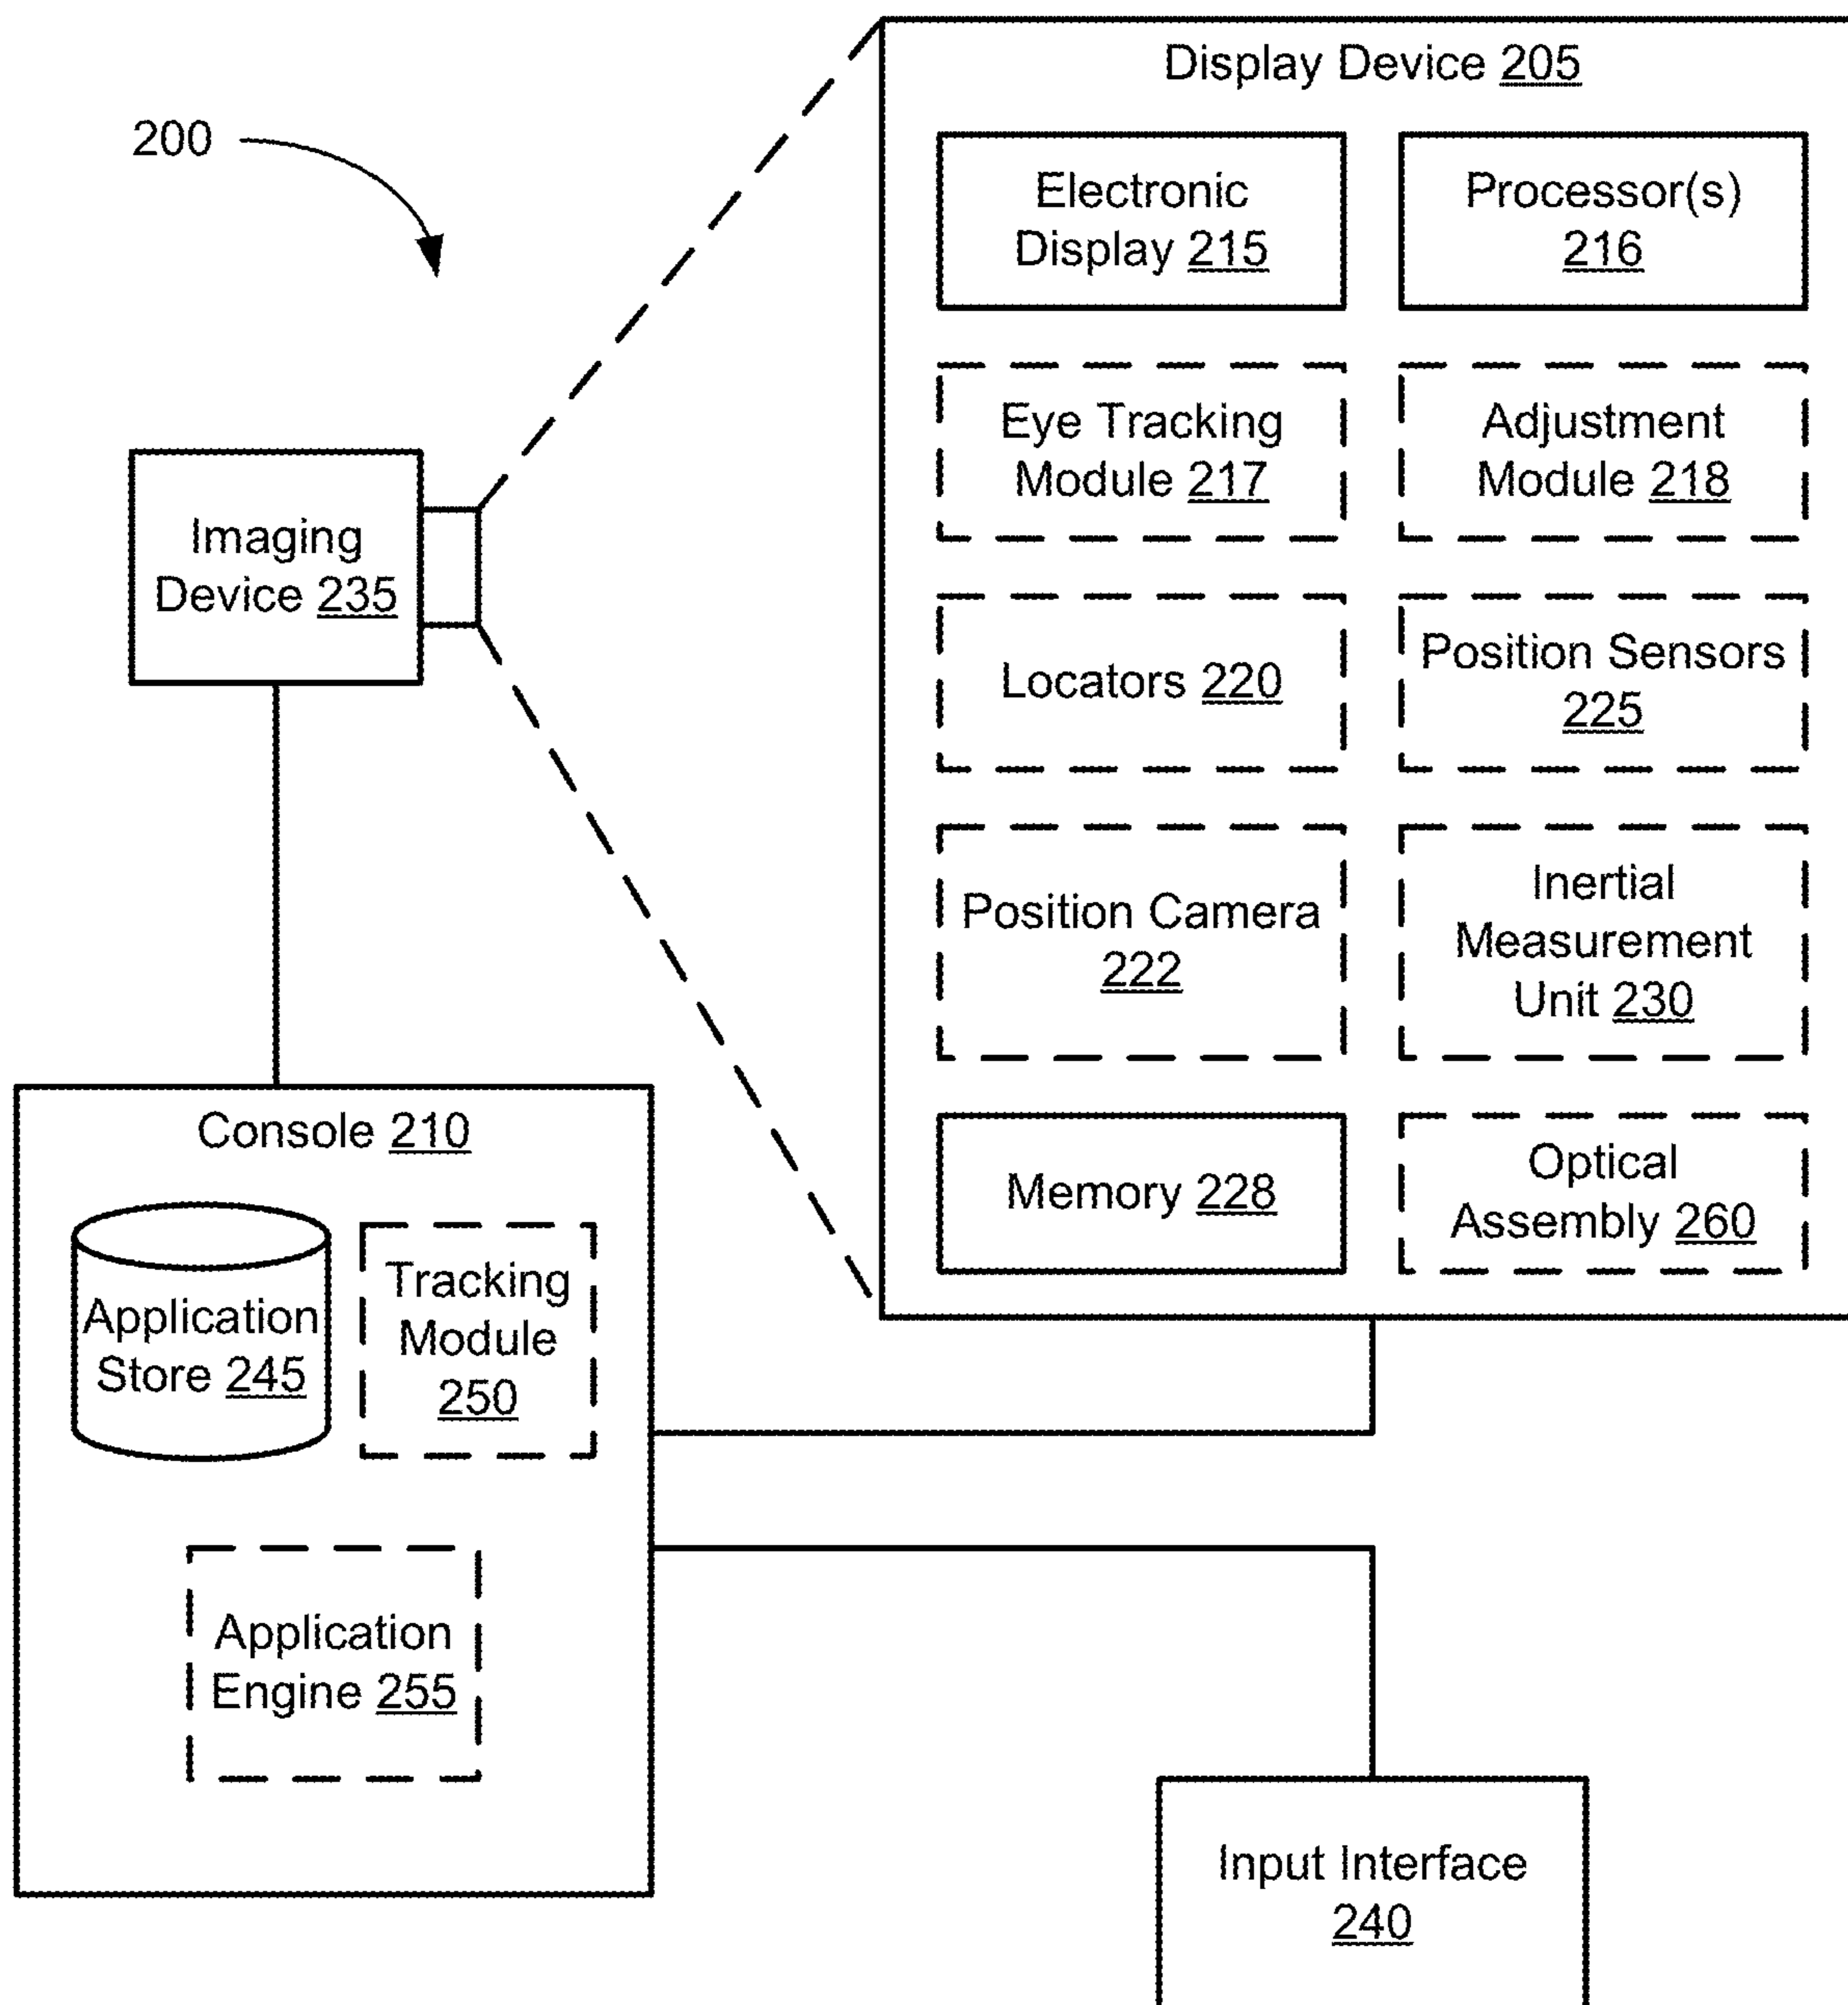 Display Device 205
200
Electronic
Display 215
Processor(s)
216
Eye Tracking
Module 217
Adjustment
Module 218
Imaging
Device 235
Locators 220
Position Sensors
225
Position Camera
222
Inertial
Measurement
Unit 230
Console 210
Memory 228
Optical
Assembly 260
Application
Store 245
Tracking
Module
250
Application
Engine 255
Input Interface
240